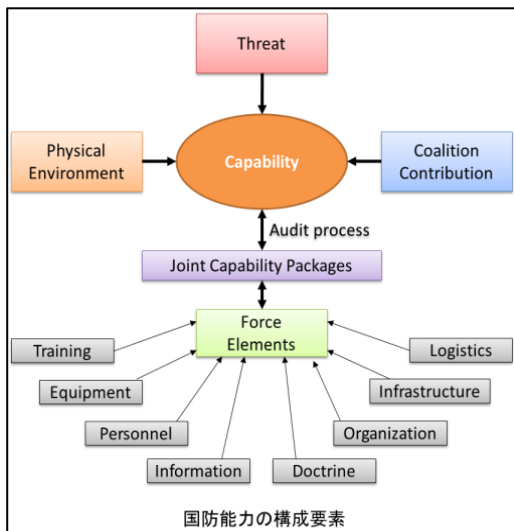 Threat
Physical
Environment
Capability
Coalition
Contribution
Audit process
Joint Capability Packages
Force
Elements
Training
Logistics
Equipment
Infrastructure
Personnel
Organization
Information
Doctrine
国防能力の構成要素